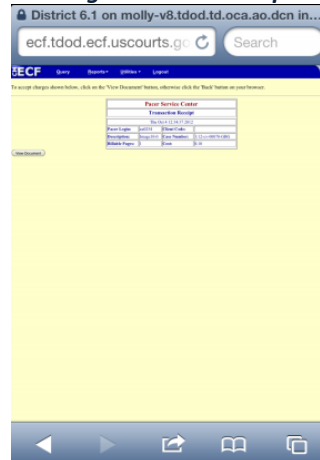 District 6.1 on molly-v8.tdod.td.oca.ao.dcn in...
ecf.tdod.ecf.uscourts.go
Search
CECF Query Reports Utilities Logout
To accept charges shown below, click on the 'View Document' button, otherwise click the 'Back' button on your browser.
Pacer Service Center
Transaction Receipt
Pacer Login: Client Code:
Description: Case Number:
Billable Pages: Cost:
View Document